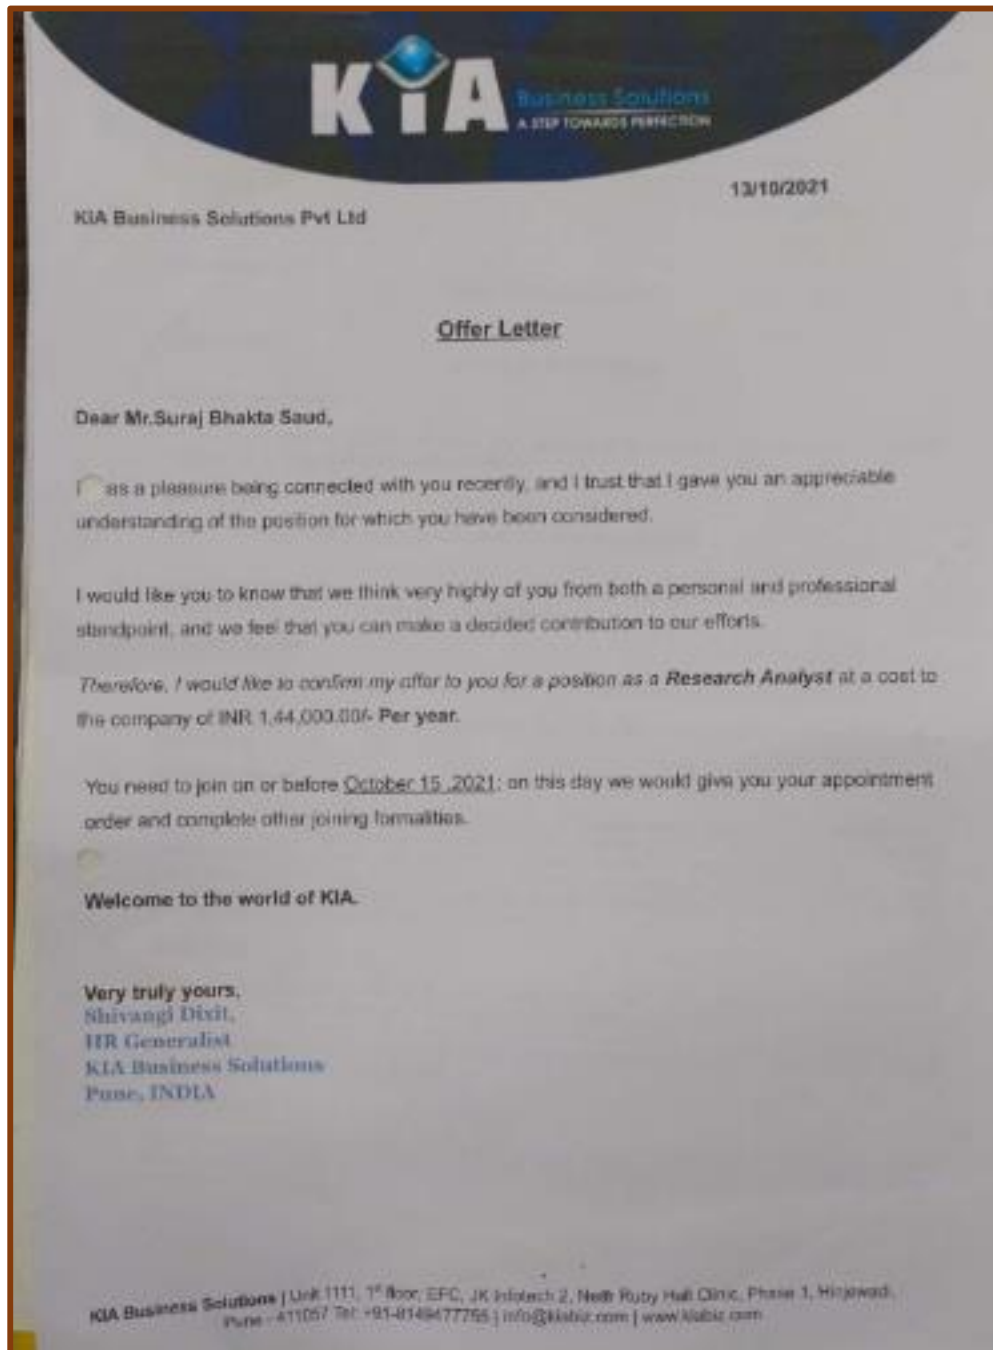 KiA Business Solutions
A STEP TOWARDS PERFECTION
13/10/2021
KIA Business Solutions Pvt Ltd
Offer Letter
Dear Mr.Suraj Bhakta Saud,
as a pleasure being connected with you recently, and I trust that I gave you an appreciable
understanding of the position for which you have been considered.
I would like you to know that we think very highly of you from both a personal and professional
standpoint, and we feel that you can make a decided contribution to our efforts.
Therefore, I would like to confirm my offer to you for a position as a Research Analyst at a cost to
the company of INR 1,44,000.00/- Per year.
You need to join on or before October 15 ,2021; on this day we would give you your appointment
order and complete other joining formalities.
Welcome to the world of KIA.
Very truly yours,
Shivangi Dixit,
HR Generalist
KIA Business Solutions
Pune, INDIA
KIA Business Solutions | Unit 1111, 1st floor, EFC, JK Infotech 2, Ruby Hall Clinic, Phase 1, Hinjewadi,
Pune - 411057 Tel: | info@kiabiz.com | www.kiabiz.com